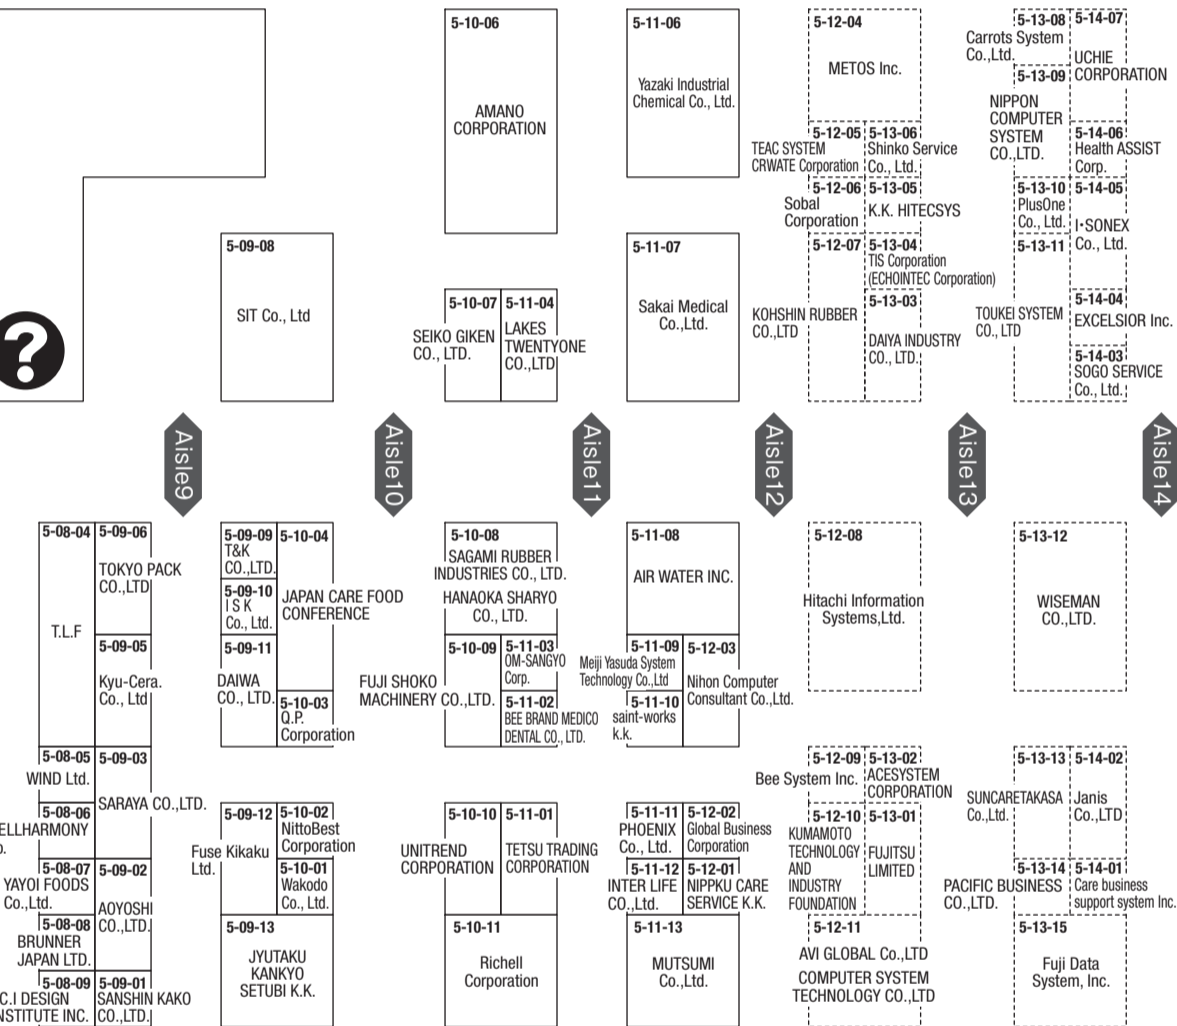 5-10-06
AMANO
CORPORATION
5-11-06
Yazaki Industrial
Chemical Co., Ltd.
5-12-04
METOS Inc.
5-13-08
Carrots System
Co.,Ltd.
5-14-07
UCHIE
CORPORATION
5-13-09
NIPPON
COMPUTER
SYSTEM
CO.,LTD.
5-12-05
TEAC SYSTEM
CRWATE Corporation
5-13-06
Shinko Service
Co., Ltd.
5-14-06
Health ASSIST
Corp.
5-12-06
Sobal
Corporation
5-13-05
K.K. HITECSYS
5-13-10
PlusOne
Co., Ltd.
5-14-05
I•SONEX
Co., Ltd.
5-09-08
SIT Co., Ltd
5-11-07
Sakai Medical
Co.,Ltd.
5-12-07
KOHSHIN RUBBER
CO.,LTD
5-13-04
TIS Corporation
(ECHOINTEC Corporation)
5-13-11
TOUKEI SYSTEM
CO., LTD
5-10-07
SEIKO GIKEN
CO., LTD.
5-11-04
LAKES
TWENTYONE
CO.,LTD
5-13-03
DAIYA INDUSTRY
CO., LTD.
5-14-04
EXCELSIOR Inc.
5-14-03
SOGO SERVICE
Co., Ltd.
?
Aisle9
Aisle10
Aisle11
Aisle12
Aisle13
Aisle14
5-08-04
T.L.F
5-09-06
TOKYO PACK
CO.,LTD
5-09-09
T&K
CO.,LTD.
5-10-04
JAPAN CARE FOOD
CONFERENCE
5-09-10
I S K
Co., Ltd.
5-10-08
SAGAMI RUBBER
INDUSTRIES CO., LTD.
HANAOKA SHARYO
CO., LTD.
5-11-08
AIR WATER INC.
5-12-08
Hitachi Information
Systems,Ltd.
5-13-12
WISEMAN
CO.,LTD.
5-09-05
Kyu-Cera.
Co., Ltd
5-09-11
DAIWA
CO., LTD.
5-10-03
Q.P.
Corporation
5-10-09
FUJI SHOKO
MACHINERY CO.,LTD.
5-11-03
OM-SANGYO
Corp.
5-11-02
BEE BRAND MEDICO
DENTAL CO., LTD.
5-11-09
Meiji Yasuda System
Technology Co.,Ltd
5-12-03
Nihon Computer
Consultant Co.,Ltd.
5-11-10
saint-works
k.k.
5-08-05
WIND Ltd.
5-09-03
SARAYA CO.,LTD.
5-12-09
Bee System Inc.
5-13-02
ACESYSTEM
CORPORATION
5-13-13
SUNCARETAKASA
Co.,Ltd.
5-14-02
Janis
Co.,LTD
5-08-06
ELLHARMONY
o.
5-09-12
Fuse Kikaku
Ltd.
5-10-02
NittoBest
Corporation
5-10-01
Wakodo
Co., Ltd.
5-10-10
UNITREND
CORPORATION
5-11-01
TETSU TRADING
CORPORATION
5-11-11
PHOENIX
Co., Ltd.
5-12-02
Global Business
Corporation
5-12-10
KUMAMOTO
TECHNOLOGY
AND
INDUSTRY
FOUNDATION
5-13-01
FUJITSU
LIMITED
5-08-07
YAYOI FOODS
Co.,Ltd.
5-09-02
AOYOSHI
CO.,LTD.
5-11-12
INTER LIFE
CO.,Ltd.
5-12-01
NIPPKU CARE
SERVICE K.K.
5-13-14
PACIFIC BUSINESS
CO.,LTD.
5-14-01
Care business
support system Inc.
5-08-08
BRUNNER
JAPAN LTD.
5-09-13
JYUTAKU
KANKYO
SETUBI K.K.
5-10-11
Richell
Corporation
5-11-13
MUTSUMI
Co.,Ltd.
5-12-11
AVI GLOBAL Co.,LTD
COMPUTER SYSTEM
TECHNOLOGY CO.,LTD
5-13-15
Fuji Data
System, Inc.
5-08-09
C.I DESIGN
NSTITUTE INC.
5-09-01
SANSHIN KAKO
CO.,LTD.